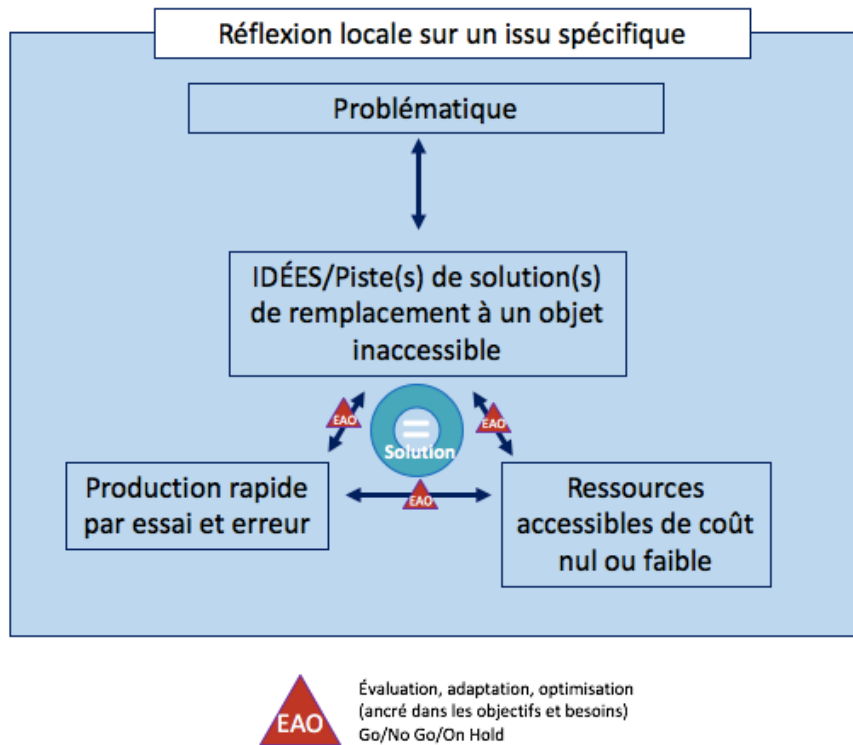 Réflexion locale sur un issu spécifique
Problématique
IDÉES/Piste(s) de solution(s)
de remplacement à un objet
inaccessible
EAO
EAO
=
Solution
EAO
Production rapide
par essai et erreur
Ressources
accessibles de coût
nul ou faible
EAO
Évaluation, adaptation, optimisation
(ancré dans les objectifs et besoins)
Go/No Go/On Hold